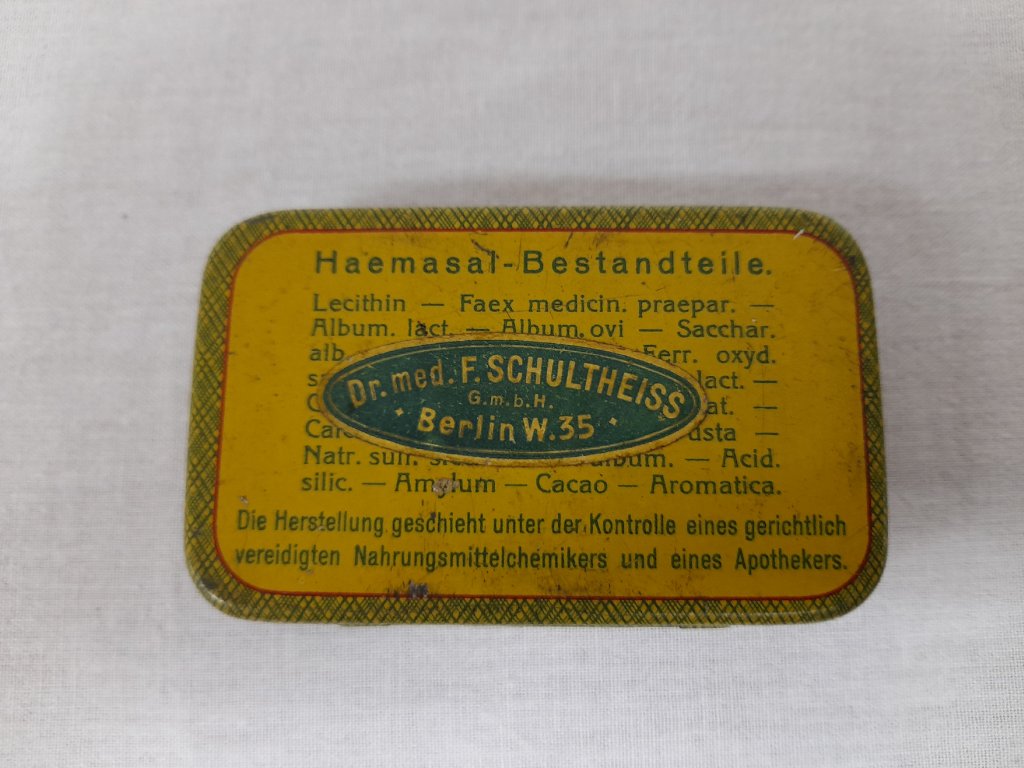 Haemasal-Bestandteile.
Lecithin — Faex medicin. praepar. —
Album. lact. — Album. ovi — Sacchar.
alb. Ferr. oxyd.
lact. —
Dr. med. F. SCHULTHEISS
G.m.b.H.
Berlin W.35
Natr. sulf. — Acid.
silic. — Amylum — Cacao — Aromatica.
Die Herstellung geschieht unter der Kontrolle eines gerichtlich
vereidigten Nahrungsmittelchemikers und eines Apothekers.